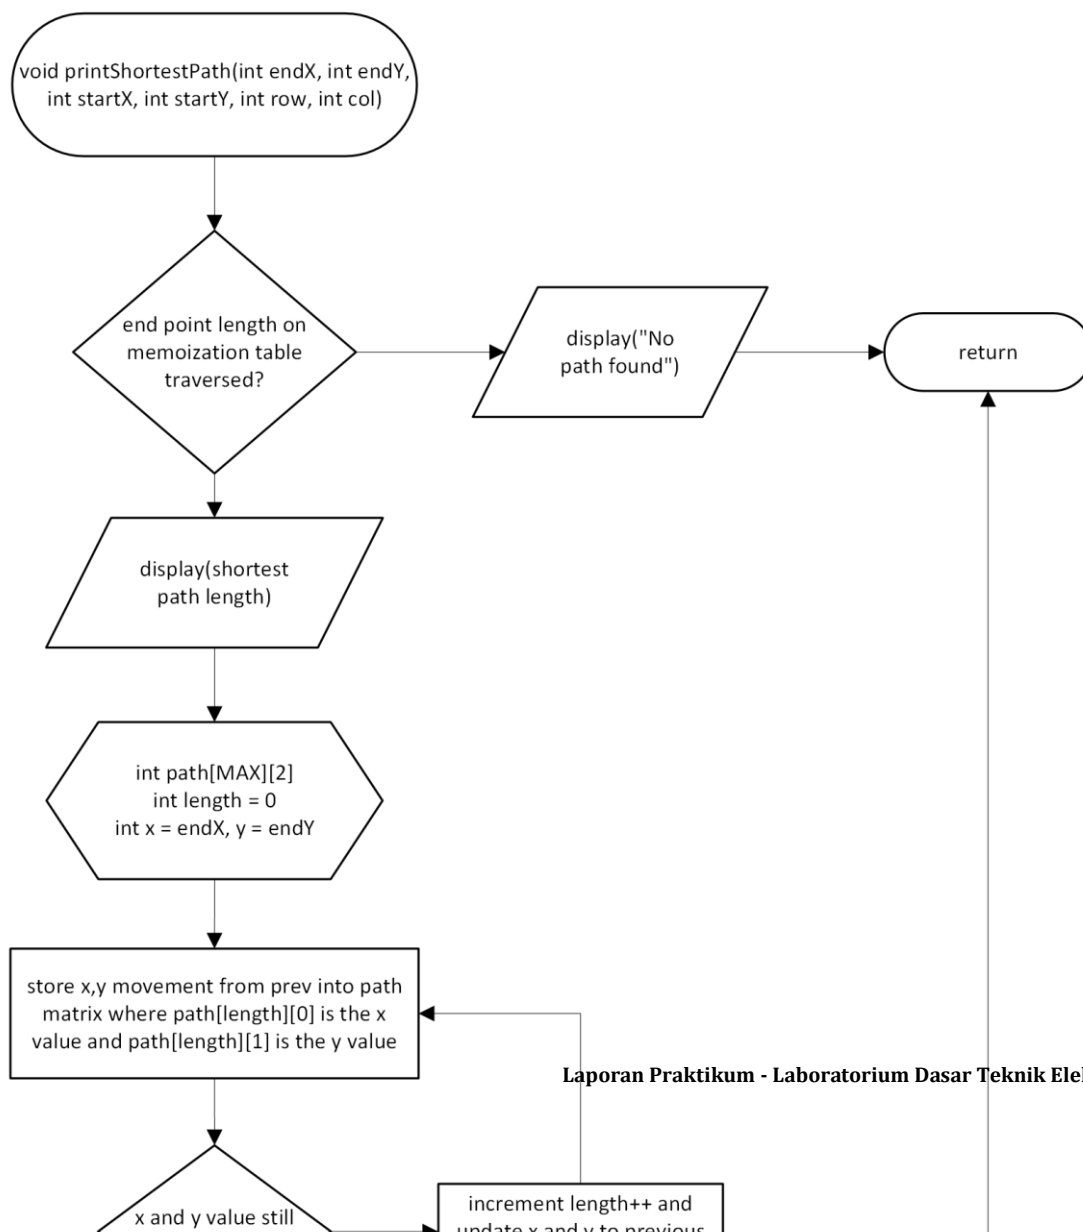 void printShortestPath(int endX, int endY,
int startX, int startY, int row, int col)
end point length on
memoization table
traversed?
display("No
path found")
return
display(shortest
path length)
int path[MAX][2]
int length = 0
int x = endX, y = endY
store x,y movement from prev into path
matrix where path[length][0] is the x
value and path[length][1] is the y value
Laporan Praktikum - Laboratorium Dasar Teknik
x and y value still
increment length++ and
update x and y to previous